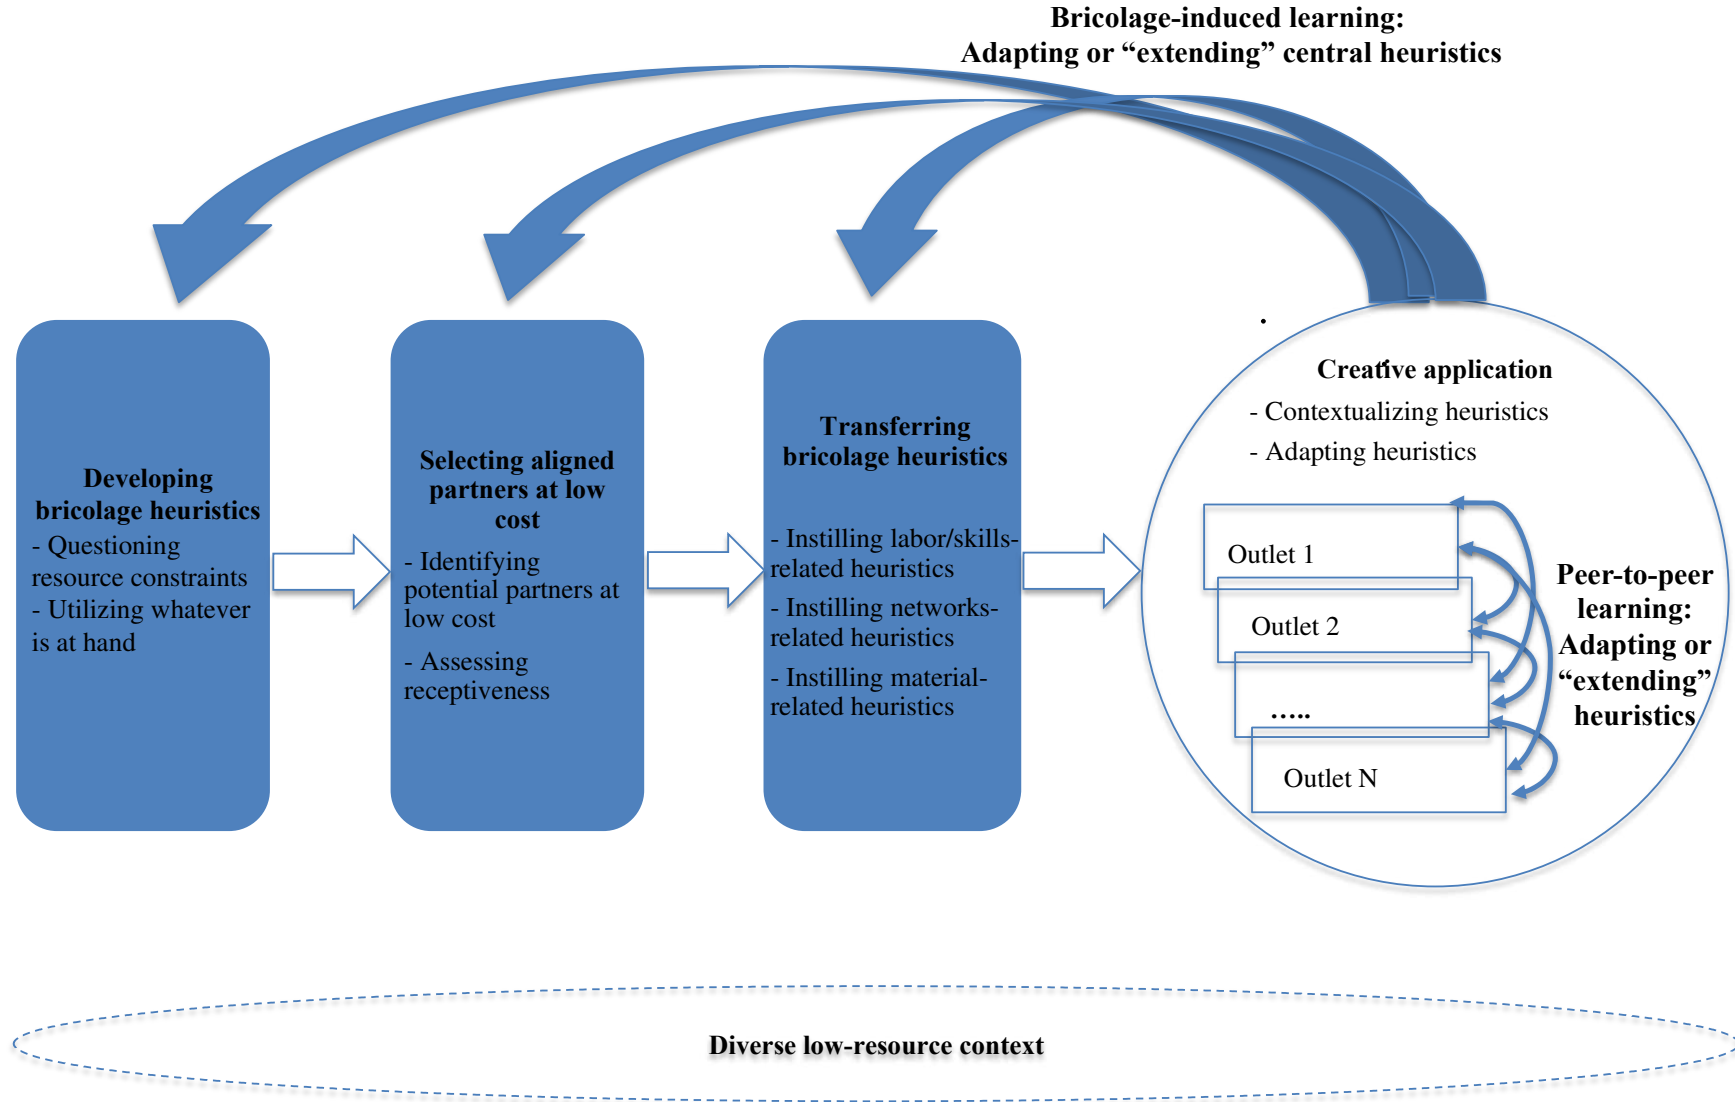 Bricolage-induced learning:
Adapting or “extending” central heuristics
Developing
bricolage heuristics
- Questioning
resource constraints
- Utilizing whatever
is at hand
Selecting aligned
partners at low
cost
- Identifying
potential partners at
low cost
- Assessing
receptiveness
Transferring
bricolage heuristics
- Instilling labor/skills-
related heuristics
- Instilling networks-
related heuristics
- Instilling material-
related heuristics
.
Creative application
- Contextualizing heuristics
- Adapting heuristics
Outlet 1
Outlet 2
…..
Outlet N
Peer-to-peer
learning:
Adapting or
“extending”
heuristics
Diverse low-resource context